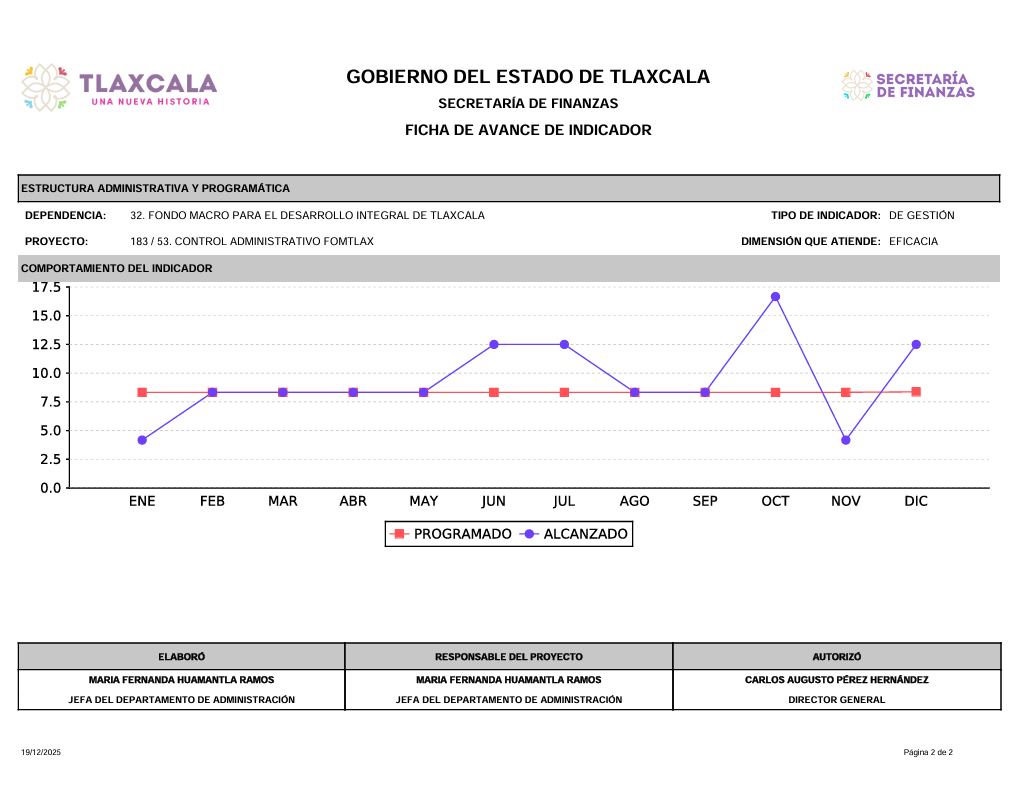 TLAXCALA
UNA NUEVA HISTORIA
GOBIERNO DEL ESTADO DE TLAXCALA
SECRETARÍA DE FINANZAS
FICHA DE AVANCE DE INDICADOR
SECRETARÍA
DE FINANZAS
ESTRUCTURA ADMINISTRATIVA Y PROGRAMÁTICA
DEPENDENCIA: 32. FONDO MACRO PARA EL DESARROLLO INTEGRAL DE TLAXCALA TIPO DE INDICADOR: DE GESTIÓN
PROYECTO: 183 / 53. CONTROL ADMINISTRATIVO FOMTLAX DIMENSIÓN QUE ATIENDE: EFICACIA
COMPORTAMIENTO DEL INDICADOR
17.5
15.0
12.5
10.0
7.5
5.0
2.5
0.0
ENE FEB MAR ABR MAY JUN JUL AGO SEP OCT NOV DIC
PROGRAMADO ALCANZADO
ELABORÓ RESPONSABLE DEL PROYECTO AUTORIZÓ
MARIA FERNANDA HUAMANTLA RAMOS MARIA FERNANDA HUAMANTLA RAMOS CARLOS AUGUSTO PÉREZ HERNÁNDEZ
JEFA DEL DEPARTAMENTO DE ADMINISTRACIÓN JEFA DEL DEPARTAMENTO DE ADMINISTRACIÓN DIRECTOR GENERAL
19/12/2025 Página 2 de 2